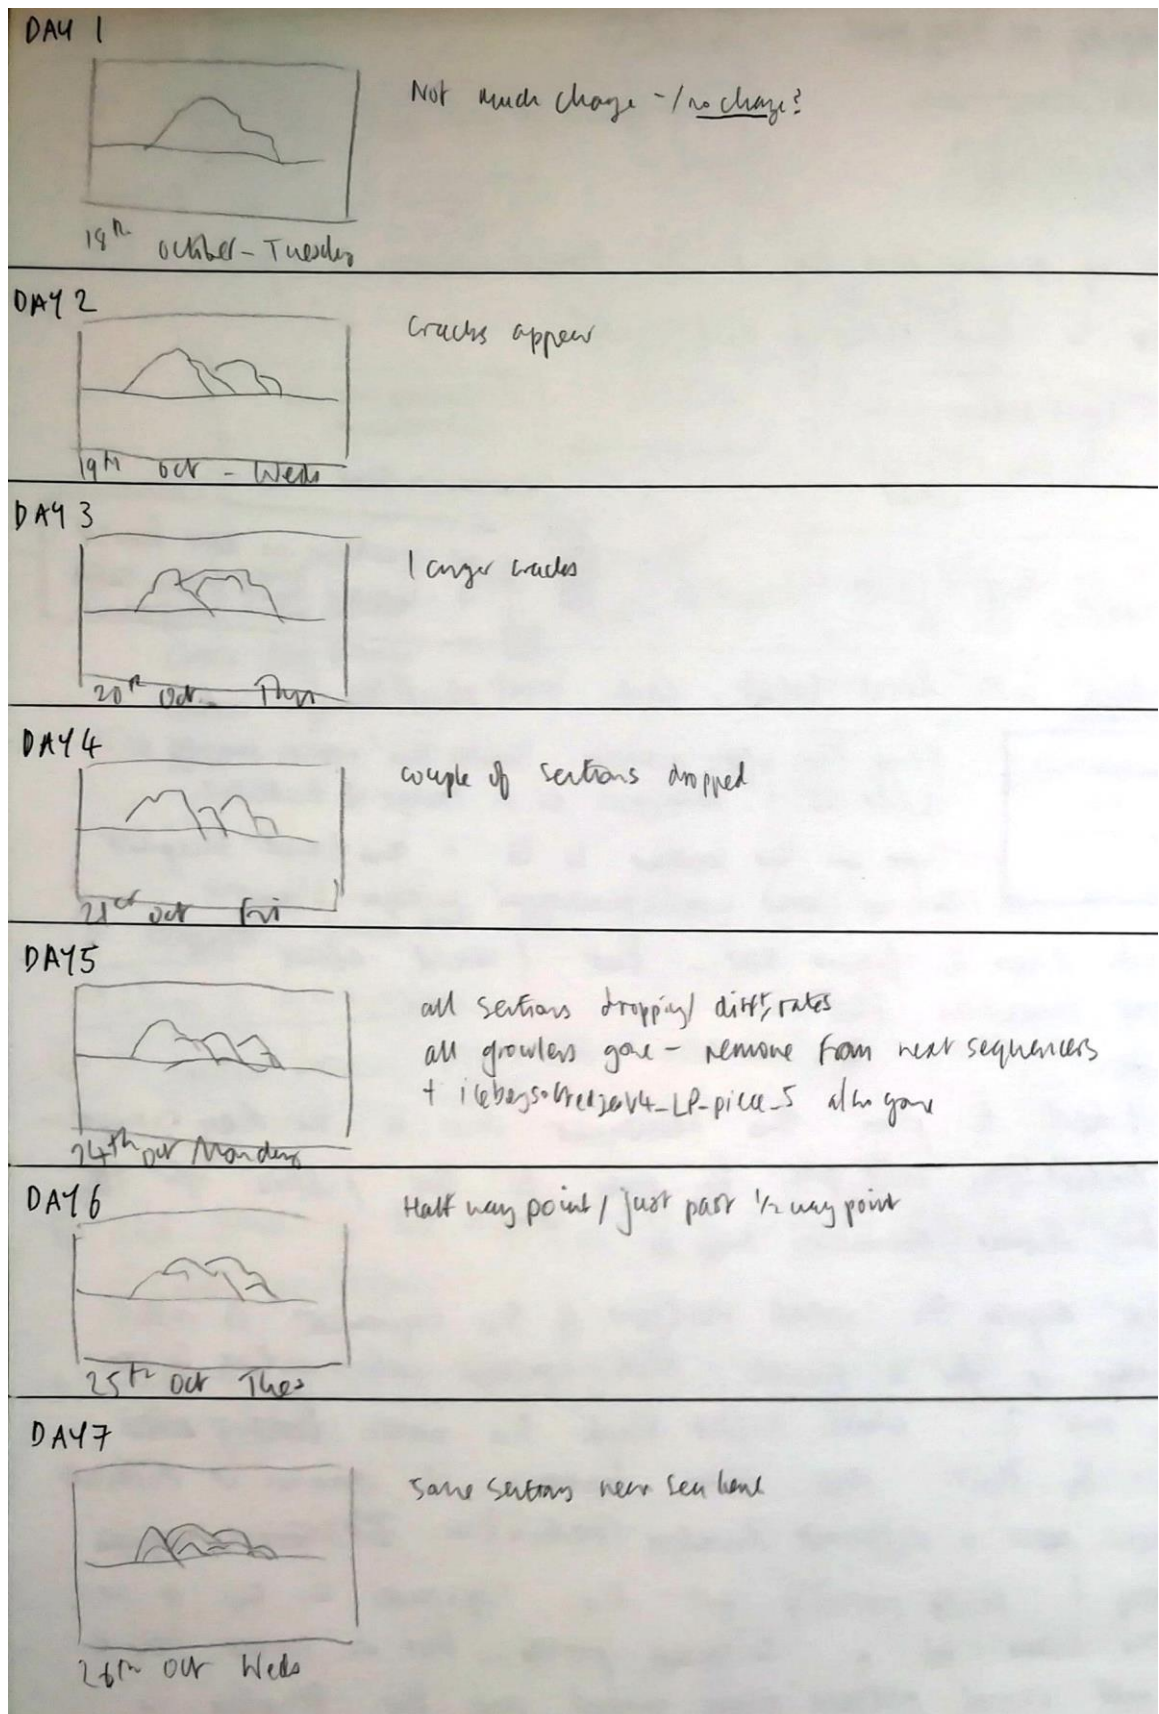 DAY 1
Not much change - / no change?
18th October - Tuesday
DAY 2
Cracks appear
19th Oct - Weds
DAY 3
larger cracks
20th Oct - Thur
DAY 4
couple of sections dropped
21st Oct Fri
DAY 5
all sections dropping / diff, rates
all growlers gone - remove from next sequences
+ _LP_piece_5 also gone
24th Oct Monday
DAY 6
Half way point / just past 1/2 way point
25th Oct Tues
DAY 7
some sections near sea level
26th Oct Weds